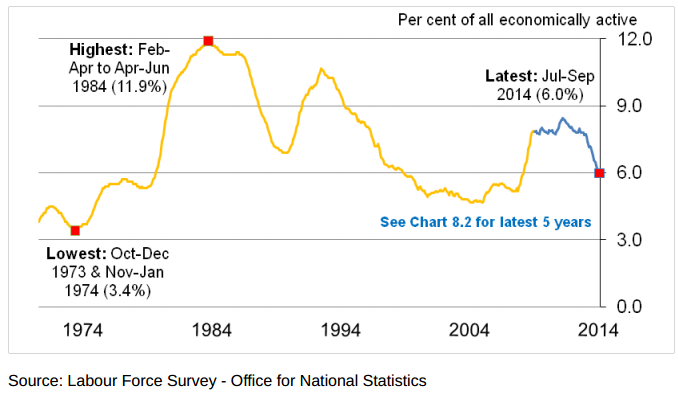 Per cent of all economically active
12.0
Highest: Feb-
Apr to Apr-Jun
1984 (11.9%)
Latest: Jul-Sep
2014 (6.0%)
9.0
6.0
See Chart 8.2 for latest 5 years
3.0
Lowest: Oct-Dec
1973 & Nov-Jan
1974 (3.4%)
0.0
1974 1984 1994 2004 2014
Source: Labour Force Survey - Office for National Statistics